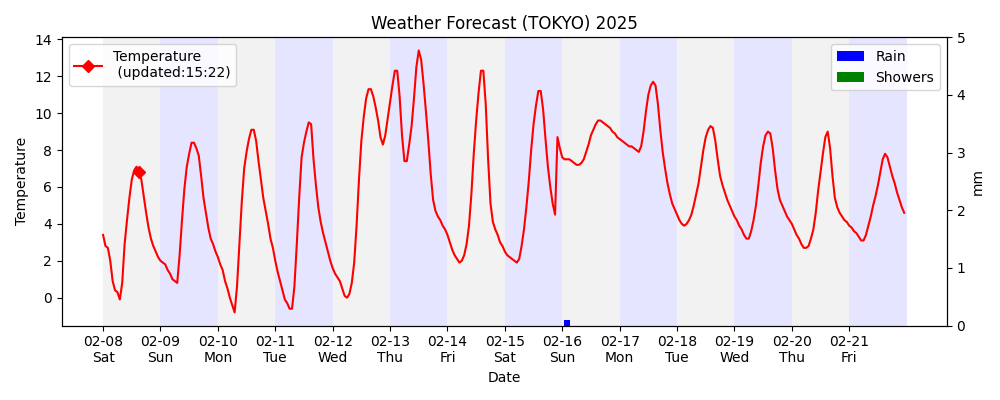 Weather Forecast (TOKYO) 2025
Temperature
(updated:15:22)
Rain
Showers
Temperature
14
12
10
8
6
4
2
0
5
4
3
2
1
0
mm
02-08 02-09 02-10 02-11 02-12 02-13 02-14 02-15 02-16 02-17 02-18 02-19 02-20 02-21
Sat Sun Mon Tue Wed Thu Fri Sat Sun Mon Tue Wed Thu Fri
Date